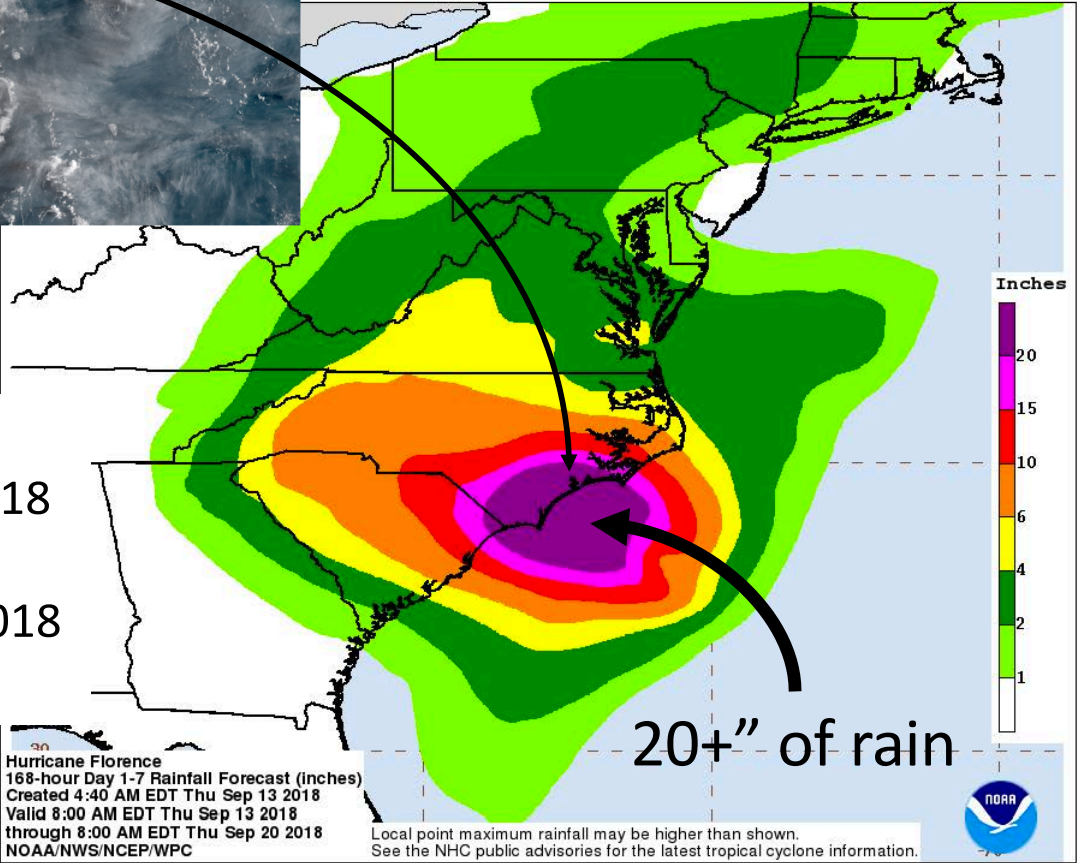 Inches
20
15
10
6
4
2
1
18
018
20+” of rain
30
Hurricane Florence
168-hour Day 1-7 Rainfall Forecast (inches)
Created 4:40 AM EDT Thu Sep 13 2018
Valid 8:00 AM EDT Thu Sep 13 2018
through 8:00 AM EDT Thu Sep 20 2018
NOAA/NWS/NCEP/WPC
Local point maximum rainfall may be higher than shown.
See the NHC public advisories for the latest tropical cyclone information.
NOAA